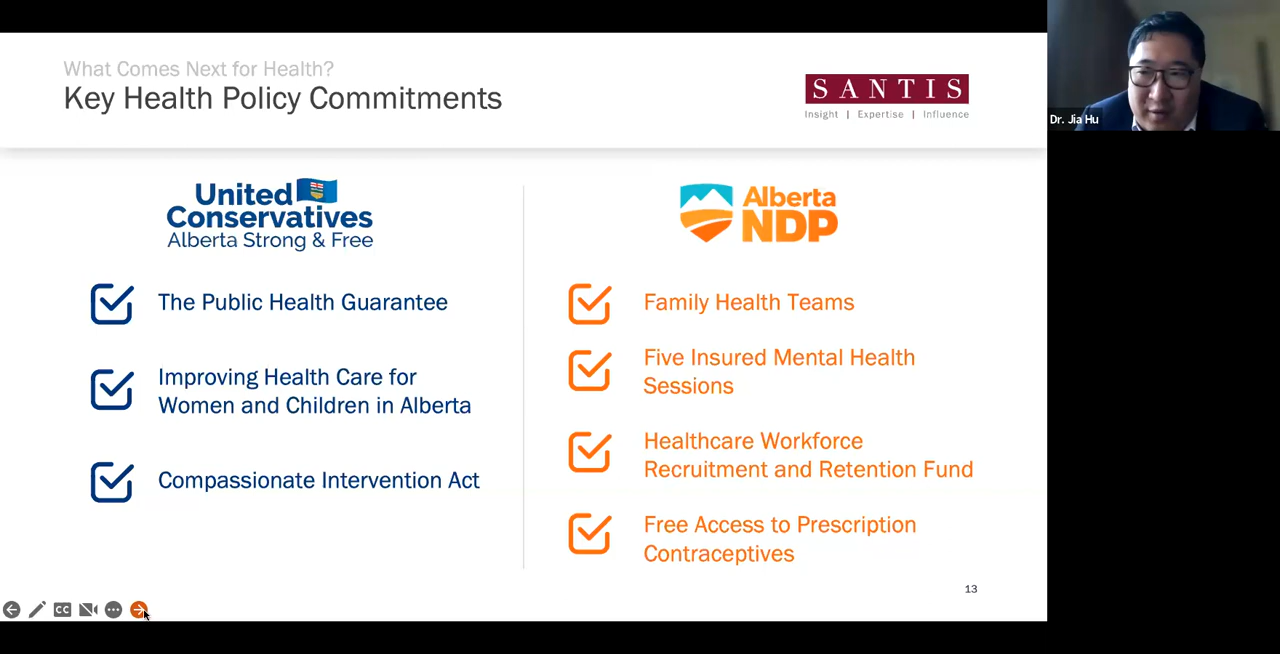 What Comes Next for Health?
Key Health Policy Commitments
SANTIS
Insight | Expertise | Influence
Dr. Jia Hu
United
Conservatives
Alberta Strong & Free
The Public Health Guarantee
Improving Health Care for
Women and Children in Alberta
Compassionate Intervention Act
Alberta
NDP
Family Health Teams
Five Insured Mental Health
Sessions
Healthcare Workforce
Recruitment and Retention Fund
Free Access to Prescription
Contraceptives
13
CC